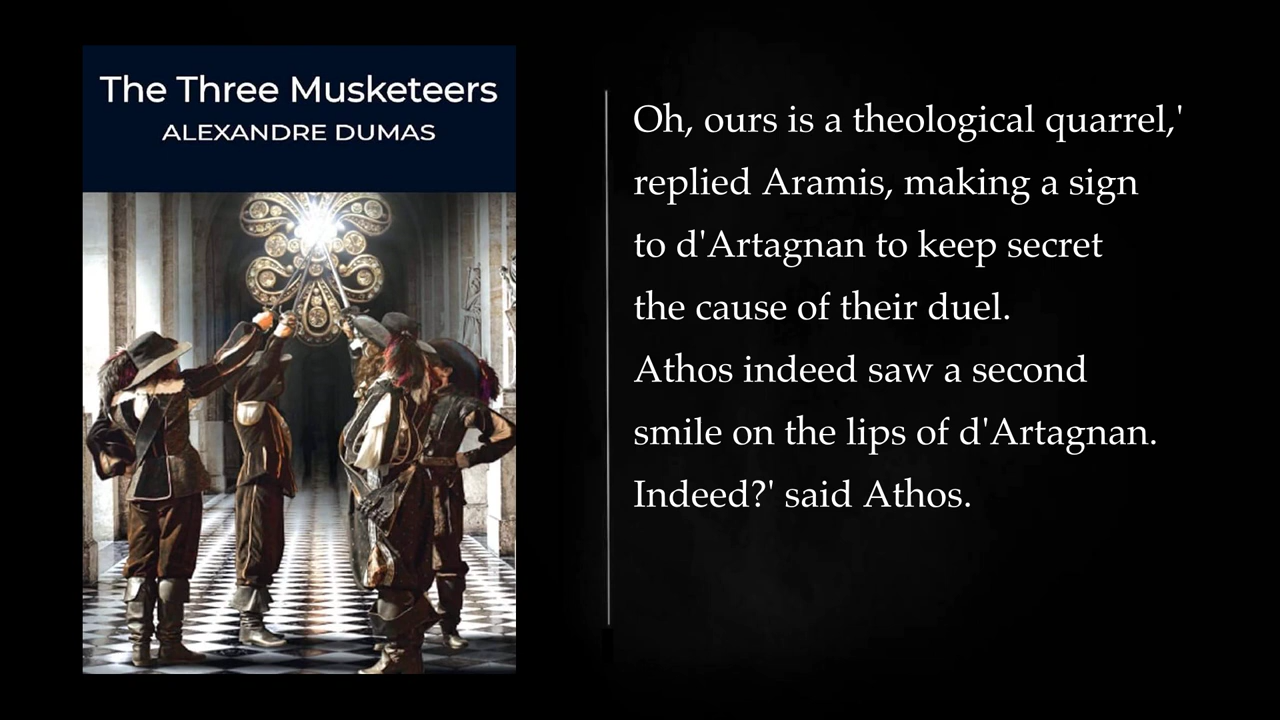 The Three Musketeers
ALEXANDRE DUMAS
Oh, ours is a theological quarrel,'
replied Aramis, making a sign
to d'Artagnan to keep secret
the cause of their duel.
Athos indeed saw a second
smile on the lips of d'Artagnan.
Indeed?' said Athos.